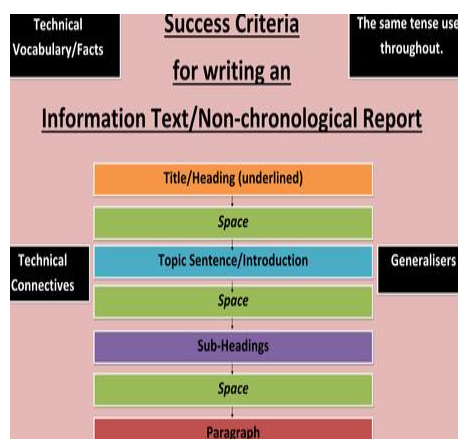 Technical
Vocabulary/Facts
Success Criteria
for writing an
Information Text/Non-chronological Report
The same tense use
throughout.
Title/Heading (underlined)
Space
Technical
Connectives
Topic Sentence/Introduction
Generalisers
Space
Sub-Headings
Space
Paragraph